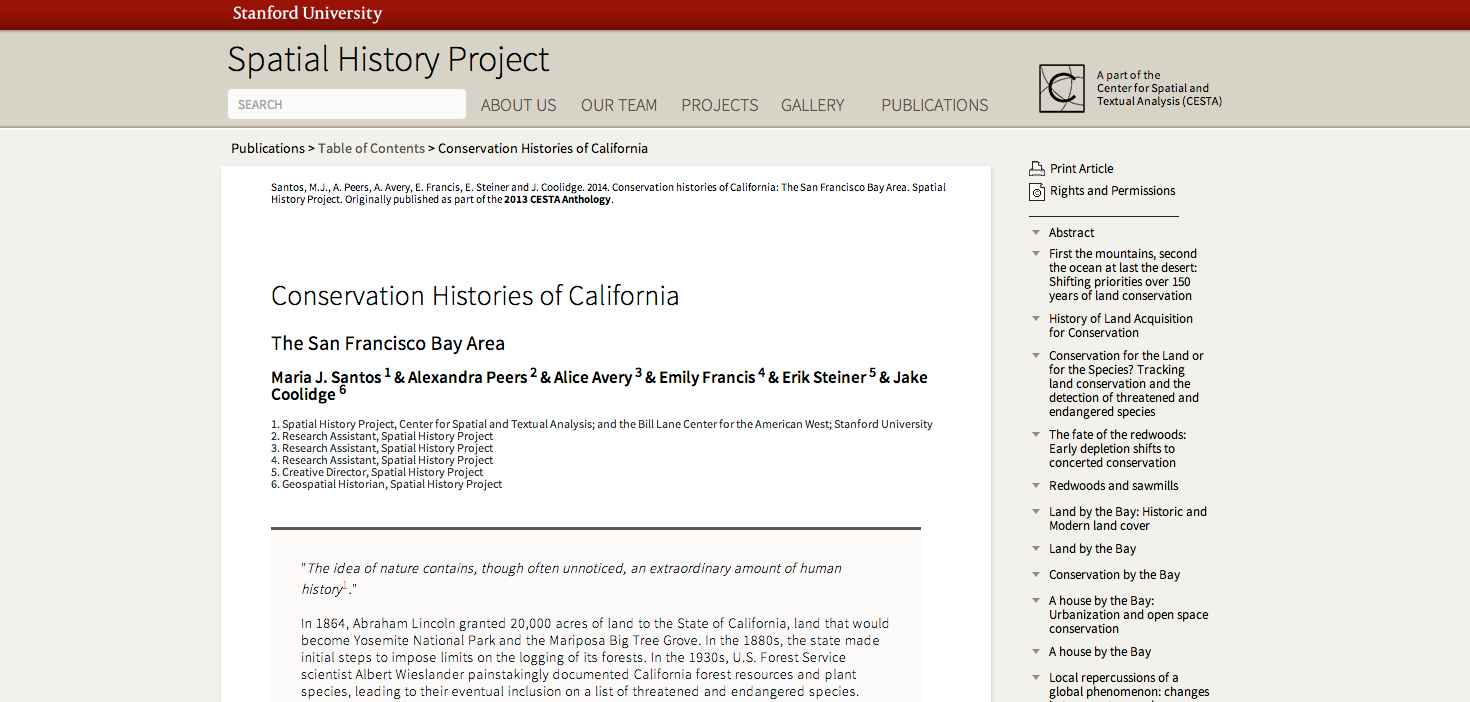 Stanford University
Spatial History Project
SEARCH
ABOUT US
OUR TEAM
PROJECTS
GALLERY
PUBLICATIONS
C
A part of the
Center for Spatial and
Textual Analysis (CESTA)
Publications > Table of Contents > Conservation Histories of California
Santos, M.J., A. Peers, A. Avery, E. Francis, E. Steiner and J. Coolidge. 2014. Conservation histories of California: The San Francisco Bay Area. Spatial
History Project. Originally published as part of the 2013 CESTA Anthology.
Conservation Histories of California
The San Francisco Bay Area
Maria J. Santos 1 & Alexandra Peers 2 & Alice Avery 3 & Emily Francis 4 & Erik Steiner 5 & Jake
Coolidge 6
1. Spatial History Project, Center for Spatial and Textual Analysis; and the Bill Lane Center for the American West; Stanford University
2. Research Assistant, Spatial History Project
3. Research Assistant, Spatial History Project
4. Research Assistant, Spatial History Project
5. Creative Director, Spatial History Project
6. Geospatial Historian, Spatial History Project
"The idea of nature contains, though often unnoticed, an extraordinary amount of human
history1."
In 1864, Abraham Lincoln granted 20,000 acres of land to the State of California, land that would
become Yosemite National Park and the Mariposa Big Tree Grove. In the 1880s, the state made
initial steps to impose limits on the logging of its forests. In the 1930s, U.S. Forest Service
scientist Albert Wieslander painstakingly documented California forest resources and plant
species, leading to their eventual inclusion on a list of threatened and endangered species.
Print Article
Rights and Permissions
Abstract
First the mountains, second
the ocean at last the desert:
Shifting priorities over 150
years of land conservation
History of Land Acquisition
for Conservation
Conservation for the Land or
for the Species? Tracking
land conservation and the
detection of threatened and
endangered species
The fate of the redwoods:
Early depletion shifts to
concerted conservation
Redwoods and sawmills
Land by the Bay: Historic and
Modern land cover
Land by the Bay
Conservation by the Bay
A house by the Bay:
Urbanization and open space
conservation
A house by the Bay
Local repercussions of a
global phenomenon: changes